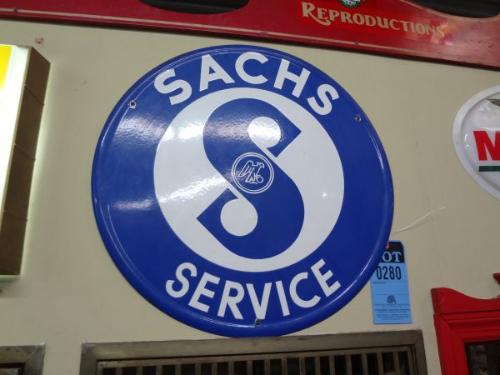 REPRODUCTIONS
SACHS
S
SERVICE
LOT
0280
M